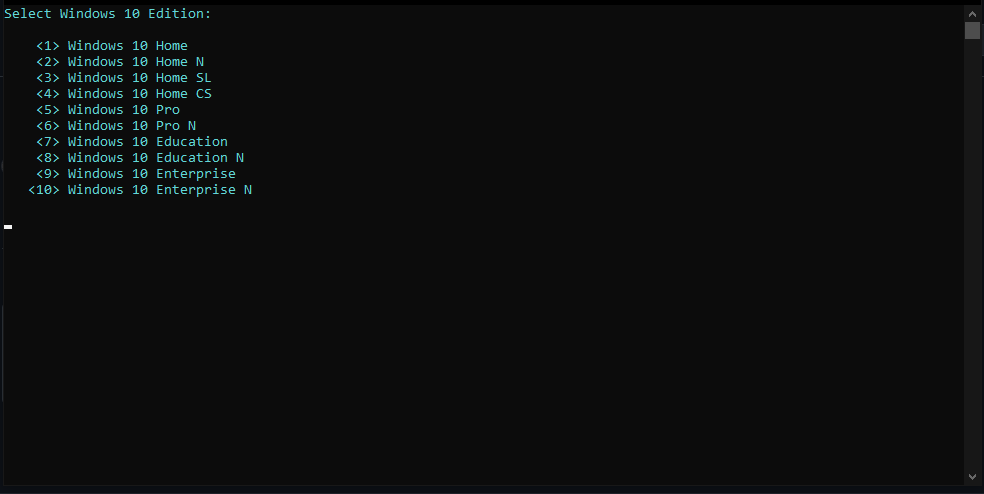 Select Windows 10 Edition:
<1> Windows 10 Home
<2> Windows 10 Home N
<3> Windows 10 Home SL
<4> Windows 10 Home CS
<5> Windows 10 Pro
<6> Windows 10 Pro N
<7> Windows 10 Education
<8> Windows 10 Education N
<9> Windows 10 Enterprise
<10> Windows 10 Enterprise N